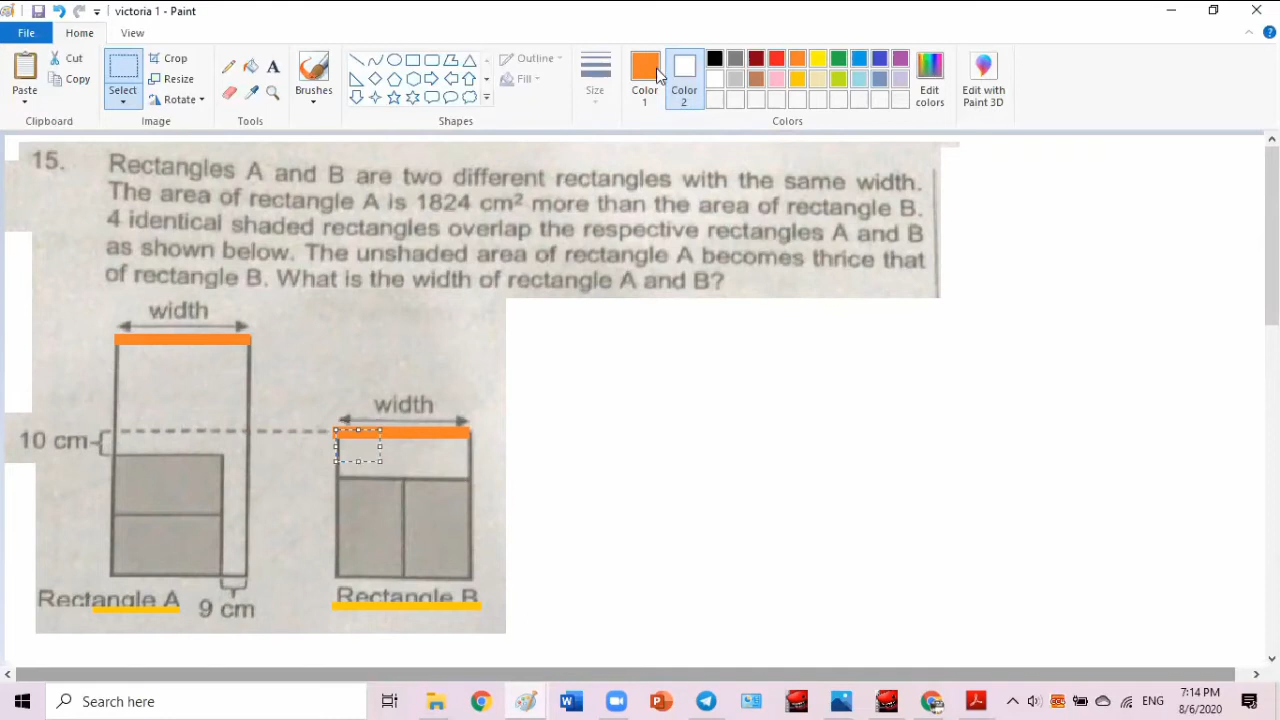 victoria 1 - Paint
File
Home
View
Paste
Cut
Copy
Clipboard
Select
Crop
Resize
Rotate
Image
A
Tools
Brushes
Shapes
Outline
Fill
Size
Color
1
Color
2
Edit
colors
Colors
Edit with
Paint 3D
15.
Rectangles A and B are two different rectangles with the same width.
The area of rectangle A is 1824 cm² more than the area of rectangle B.
4 identical shaded rectangles overlap the respective rectangles A and B
as shown below. The unshaded area of rectangle A becomes thrice that
of rectangle B. What is the width of rectangle A and B?
width
width
10 cm
Rectangle A
9 cm
Rectangle B
Type here to search
ENG
7:14 PM
8/6/2020